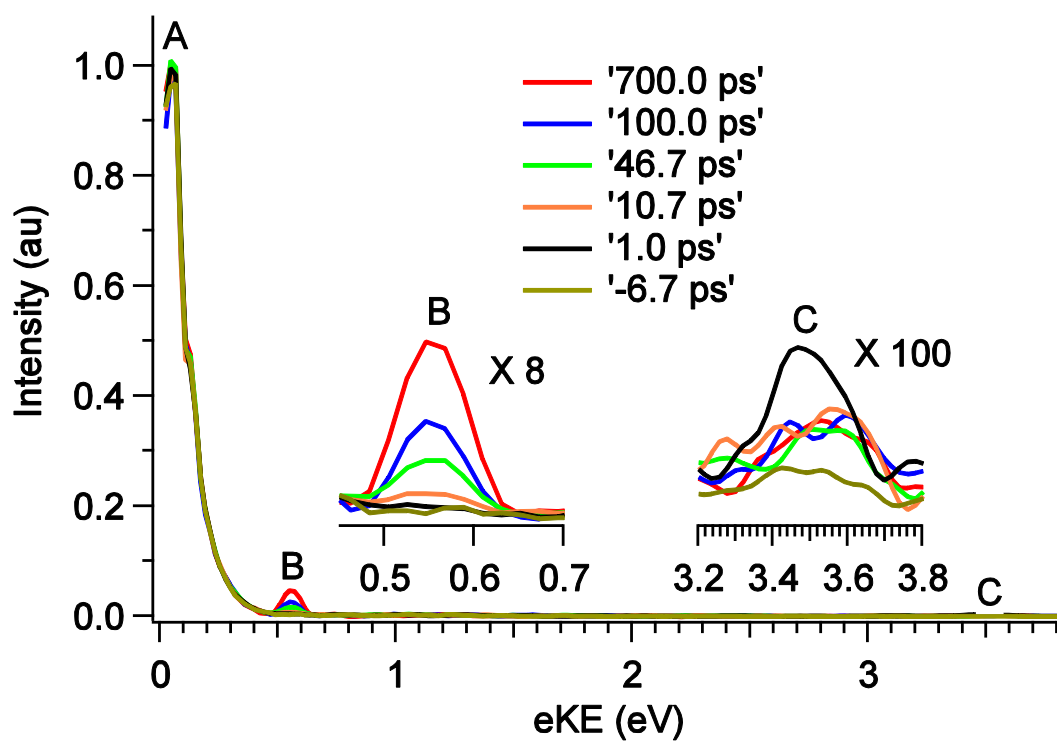 A
1.0
0.8
0.6
0.4
0.2
0.0
Intensity (au)
'700.0 ps'
'100.0 ps'
'46.7 ps'
'10.7 ps'
'1.0 ps'
'-6.7 ps'
B
X 8
0.5 0.6 0.7
C
X 100
3.2 3.4 3.6 3.8
B
C
0 1 2 3
eKE (eV)